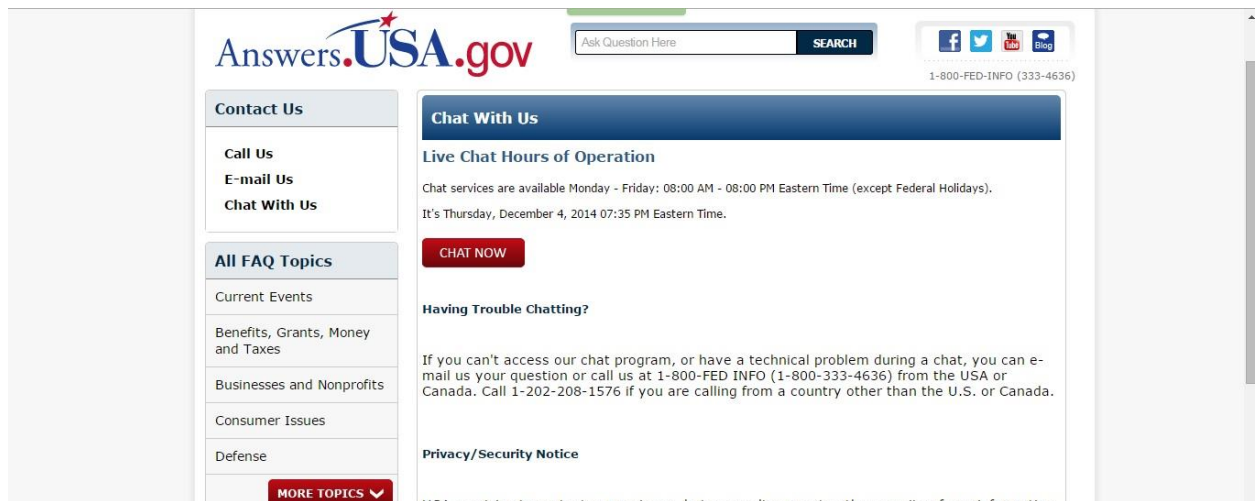 Answers.USA.gov
Ask Question Here
SEARCH
You
Tube
Blog
1-800-FED-INFO (333-4636)
Contact Us
Call Us
E-mail Us
Chat With Us
All FAQ Topics
Current Events
Benefits, Grants, Money
and Taxes
Businesses and Nonprofits
Consumer Issues
Defense
MORE TOPICS
Chat With Us
Live Chat Hours of Operation
Chat services are available Monday - Friday: 08:00 AM - 08:00 PM Eastern Time (except Federal Holidays).
It's Thursday, December 4, 2014 07:35 PM Eastern Time.
CHAT NOW
Having Trouble Chatting?
If you can't access our chat program, or have a technical problem during a chat, you can e-
mail us your question or call us at 1-800-FED INFO (1-800-333-4636) from the USA or
Canada. Call 1-202-208-1576 if you are calling from a country other than the U.S. or Canada.
Privacy/Security Notice